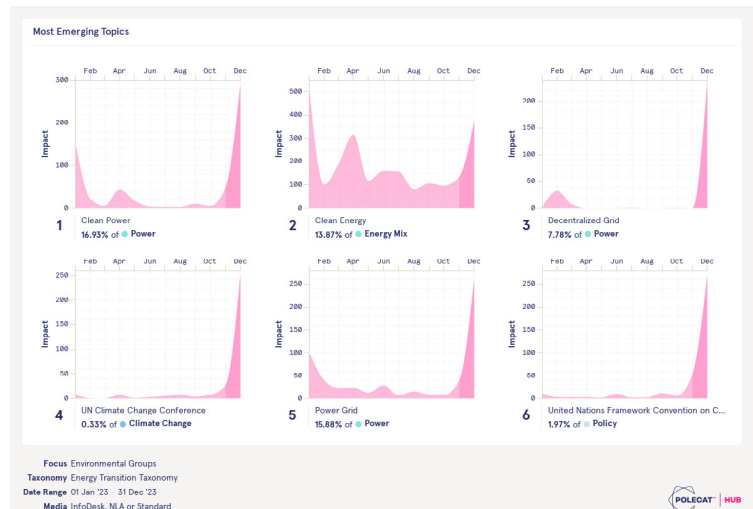 Most Emerging Topics
Feb Apr Jun Aug Oct Dec
300
200
100
0
Impact
1
Clean Power
16.93% of Power
Feb Apr Jun Aug Oct Dec
500
400
300
200
100
0
Impact
2
Clean Energy
13.87% of Energy Mix
Feb Apr Jun Aug Oct Dec
200
150
100
50
0
Impact
3
Decentralized Grid
7.78% of Power
Feb Apr Jun Aug Oct Dec
250
200
150
100
50
0
Impact
4
UN Climate Change Conference
0.33% of Climate Change
Feb Apr Jun Aug Oct Dec
250
200
150
100
50
0
Impact
5
Power Grid
15.88% of Power
Feb Apr Jun Aug Oct Dec
250
200
150
100
50
0
Impact
6
United Nations Framework Convention on C...
1.97% of Policy
Focus Environmental Groups
Taxonomy Energy Transition Taxonomy
Date Range 01 Jan '23 31 Dec '23
Media InfoDesk, NLA or Standard
POLECAT™ HUB